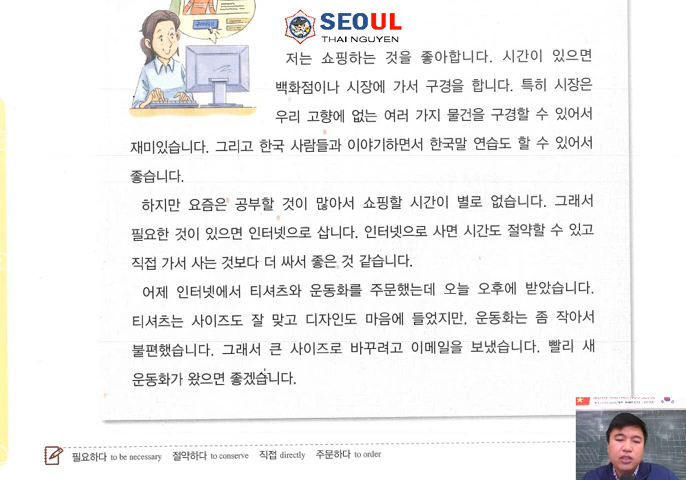 SEOUL
THAI NGUYEN
저는 쇼핑하는 것을 좋아합니다. 시간이 있으면
백화점이나 시장에 가서 구경을 합니다. 특히 시장은
우리 고향에 없는 여러 가지 물건을 구경할 수 있어서
재미있습니다. 그리고 한국 사람들과 이야기하면서 한국말 연습도 할 수 있어서
좋습니다.
하지만 요즘은 공부할 것이 많아서 쇼핑할 시간이 별로 없습니다. 그래서
필요한 것이 있으면 인터넷으로 삽니다. 인터넷으로 사면 시간도 절약할 수 있고
직접 가서 사는 것보다 더 싸서 좋은 것 같습니다.
어제 인터넷에서 티셔츠와 운동화를 주문했는데 오늘 오후에 받았습니다.
티셔츠는 사이즈도 잘 맞고 디자인도 마음에 들었지만, 운동화는 좀 작아서
불편했습니다. 그래서 큰 사이즈로 바꾸려고 이메일을 보냈습니다. 빨리 새
운동화가 왔으면 좋겠습니다.
필요하다 to be necessary 절약하다 to conserve 직접 directly 주문하다 to order